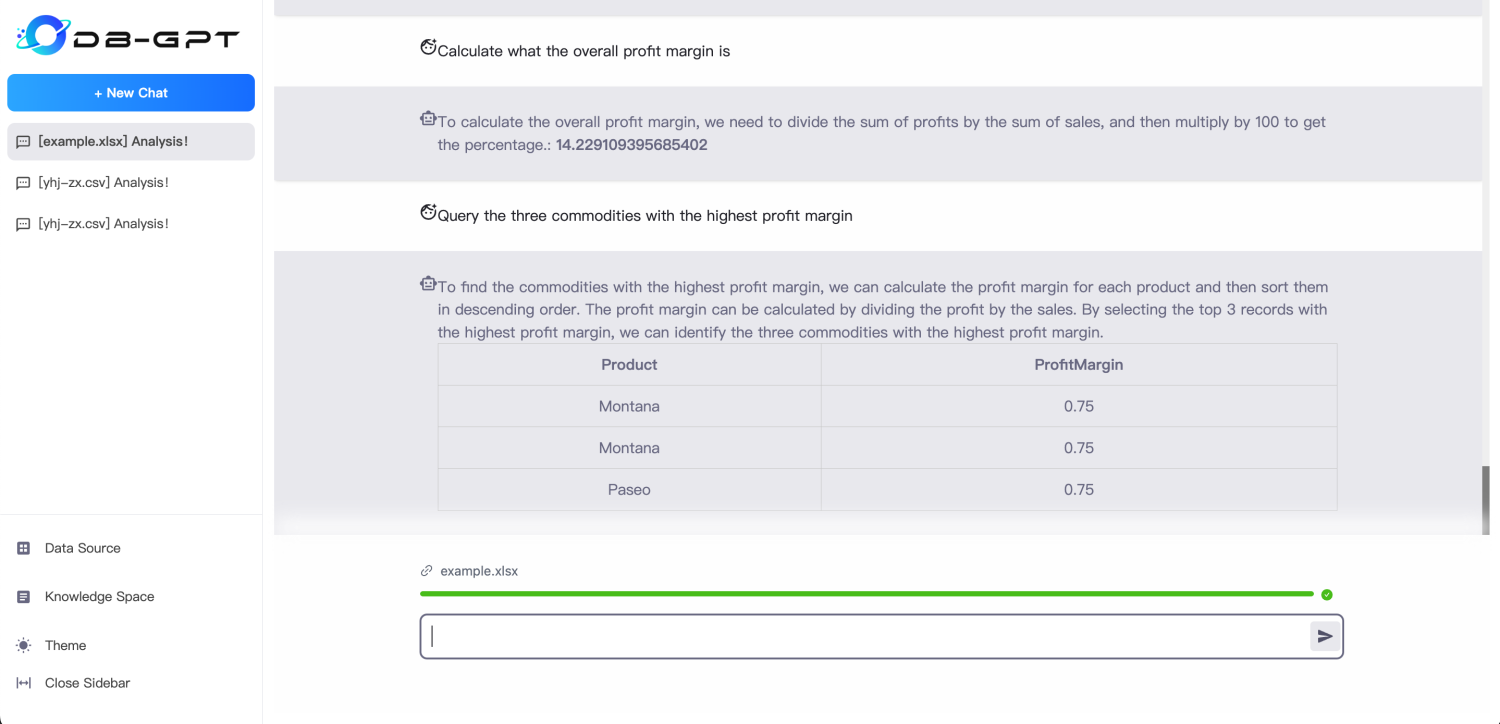 DB-GPT
+ New Chat
[example.xlsx] Analysis!
[yhj-zx.csv] Analysis!
[yhj-zx.csv] Analysis!
Data Source
Knowledge Space
Theme
Close Sidebar
Calculate what the overall profit margin is
To calculate the overall profit margin, we need to divide the sum of profits by the sum of sales, and then multiply by 100 to get
the percentage.: 14.229109395685402
Query the three commodities with the highest profit margin
To find the commodities with the highest profit margin, we can calculate the profit margin for each product and then sort them
in descending order. The profit margin can be calculated by dividing the profit by the sales. By selecting the top 3 records with
the highest profit margin, we can identify the three commodities with the highest profit margin.
Product ProfitMargin
Montana 0.75
Montana 0.75
Paseo 0.75
example.xlsx